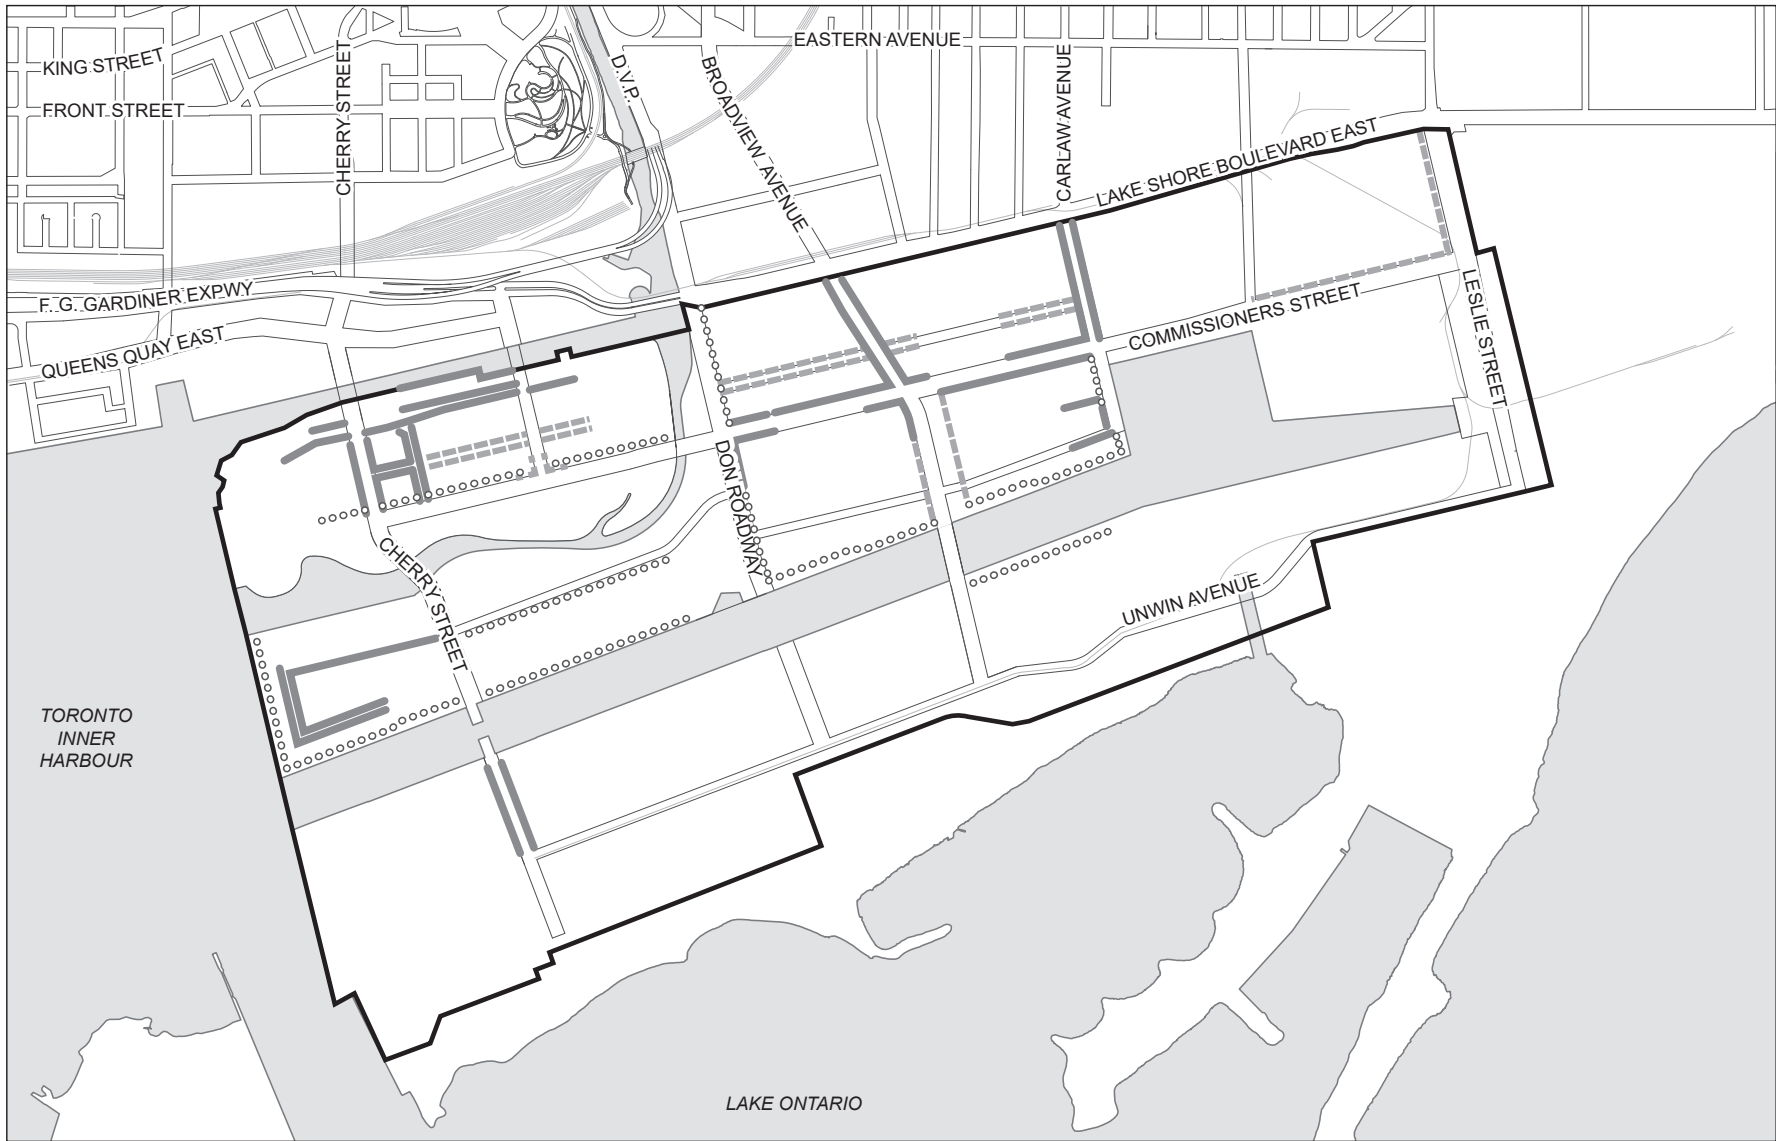 EASTERN AVENUE
KING STREET
FRONT STREET
CHERRY STREET
D.V.P.
BROADVIEW AVENUE
CARLAW AVENUE
LAKE SHORE BOULEVARD EAST
F. G. GARDINER EXPWY
QUEENS QUAY EAST
COMMISSIONERS STREET
LESLIE STREET
DON ROADWAY
CHERRY STREET
UNWIN AVENUE
TORONTO
INNER
HARBOUR
LAKE ONTARIO